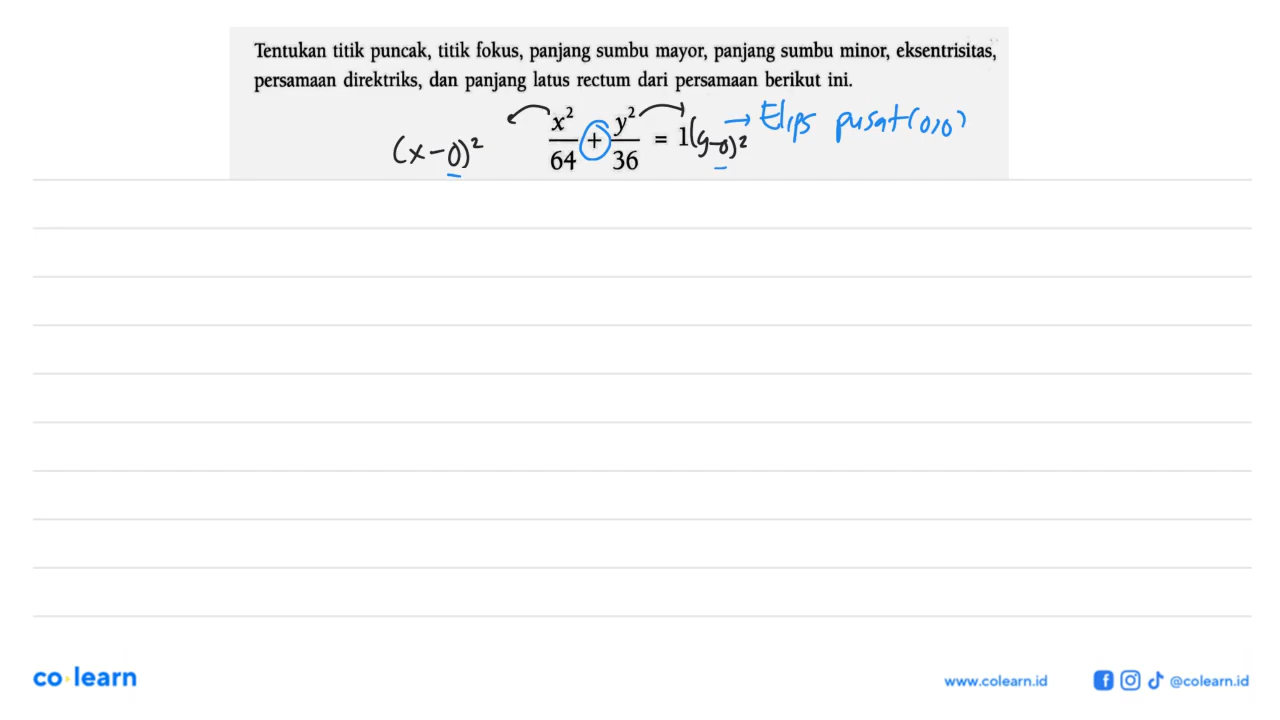 Tentukan titik puncak, titik fokus, panjang sumbu mayor, panjang sumbu minor, eksentrisitas,
persamaan direktriks, dan panjang latus rectum dari persamaan berikut ini.
(x-0)² x²/64 + y²/36 = 1 (y-0)² → Elips pusat (0,0)
co learn
www.colearn.id @colearn.id